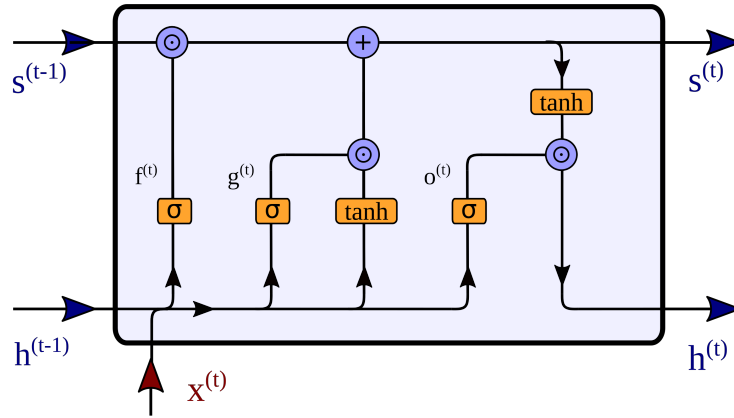 s(t-1)
s(t)
tanh
f(t)
g(t)
o(t)
σ
σ
tanh
σ
h(t-1)
h(t)
x(t)